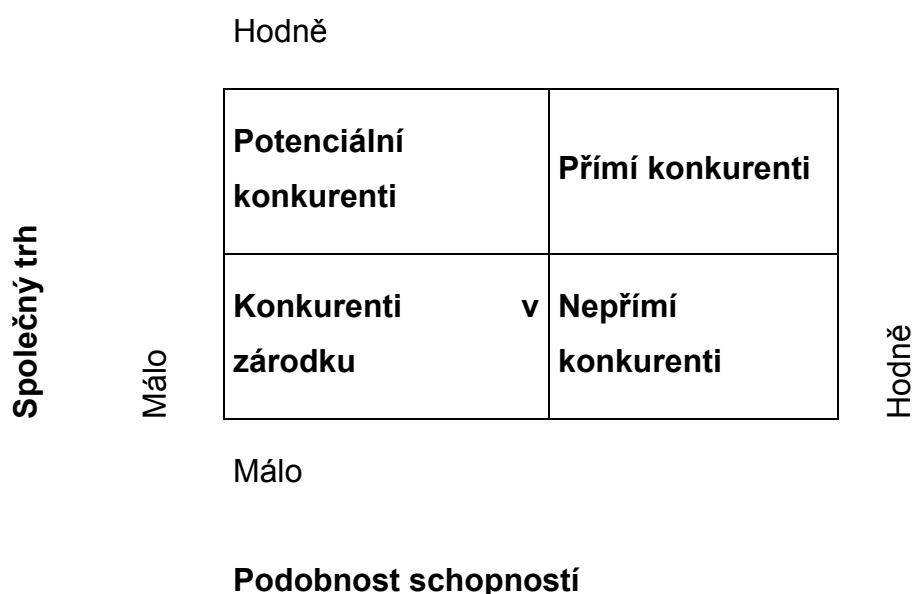 Hodně
Potenciální
konkurenti
Přímí konkurenti
Společný trh
Málo
Konkurenti v
zárodku
Nepřímí
konkurenti
Hodně
Málo
Podobnost schopností